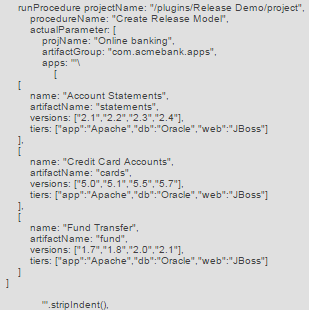 runProcedure projectName: "/plugins/Release Demo/project",
procedureName: "Create Release Model",
actualParameter: [
projName: "Online banking",
artifactGroup: "com.acmebank.apps",
apps: '''\
[
[
name: "Account Statements",
artifactName: "statements",
versions: ["2.1","2.2","2.3","2.4"],
tiers: ["app":"Apache","db":"Oracle","web":"JBoss"]
],
[
name: "Credit Card Accounts",
artifactName: "cards",
versions: ["5.0","5.1","5.5","5.7"],
tiers: ["app":"Apache","db":"Oracle","web":"JBoss"]
],
[
name: "Fund Transfer",
artifactName: "fund",
versions: ["1.7","1.8","2.0","2.1"],
tiers: ["app":"Apache","db":"Oracle","web":"JBoss"]
]
]
'''.stripIndent(),